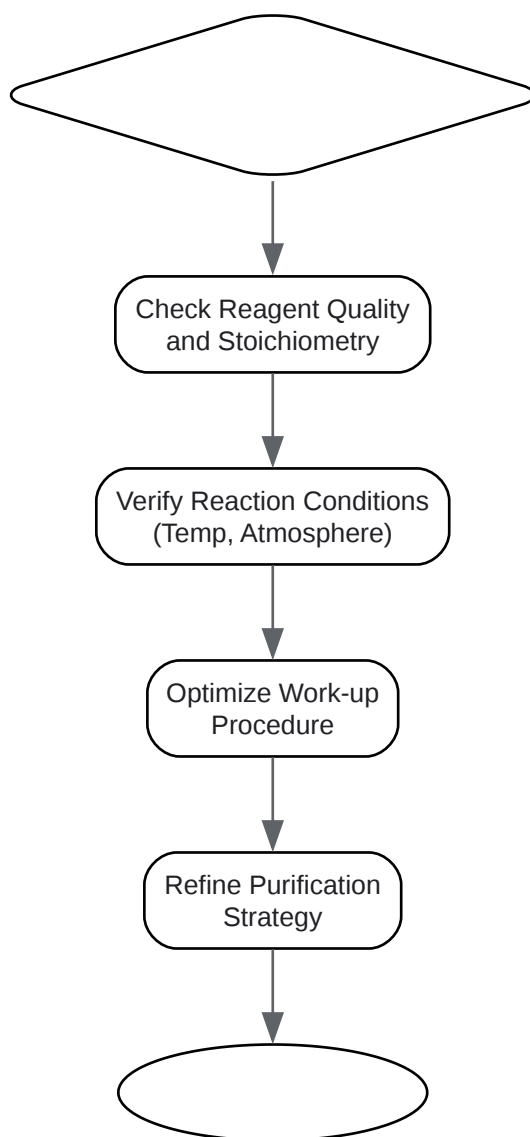 Check Reagent Quality
and Stoichiometry
Verify Reaction Conditions
(Temp, Atmosphere)
Optimize Work-up
Procedure
Refine Purification
Strategy